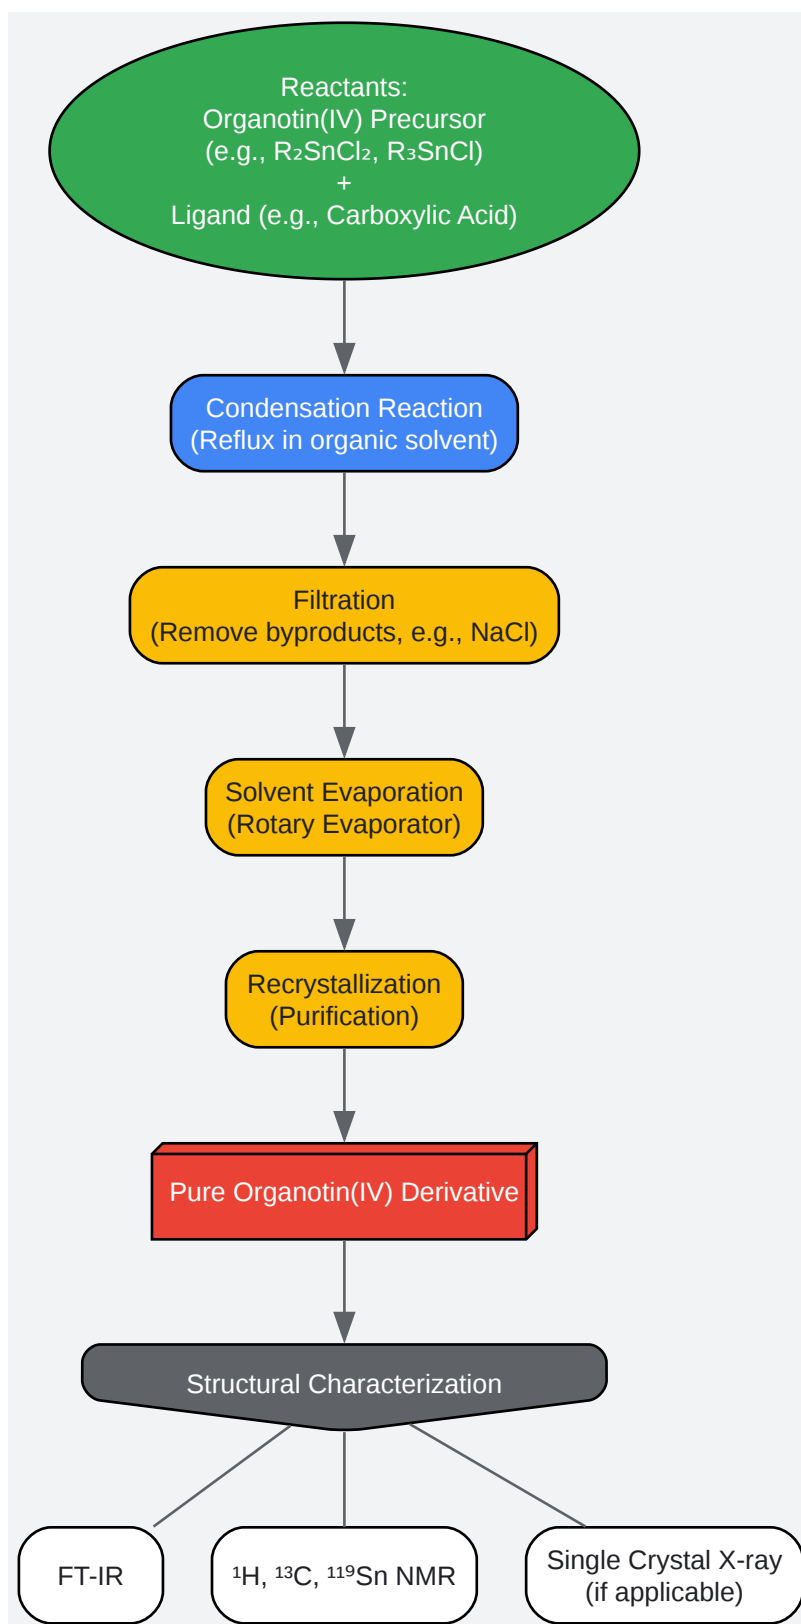 Reactants:
Organotin(IV) Precursor
(e.g., R₂SnCl₂, R₃SnCl)
+
Ligand (e.g., Carboxylic Acid)
Condensation Reaction
(Reflux in organic solvent)
Filtration
(Remove byproducts, e.g., NaCl)
Solvent Evaporation
(Rotary Evaporator)
Recrystallization
(Purification)
Pure Organotin(IV) Derivative
Structural Characterization
FT-IR
¹H, ¹³C, ¹¹⁹Sn NMR
Single Crystal X-ray
(if applicable)